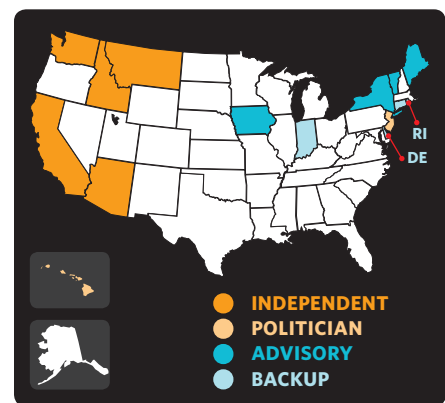 RI
DE
INDEPENDENT
POLITICIAN
ADVISORY
BACKUP